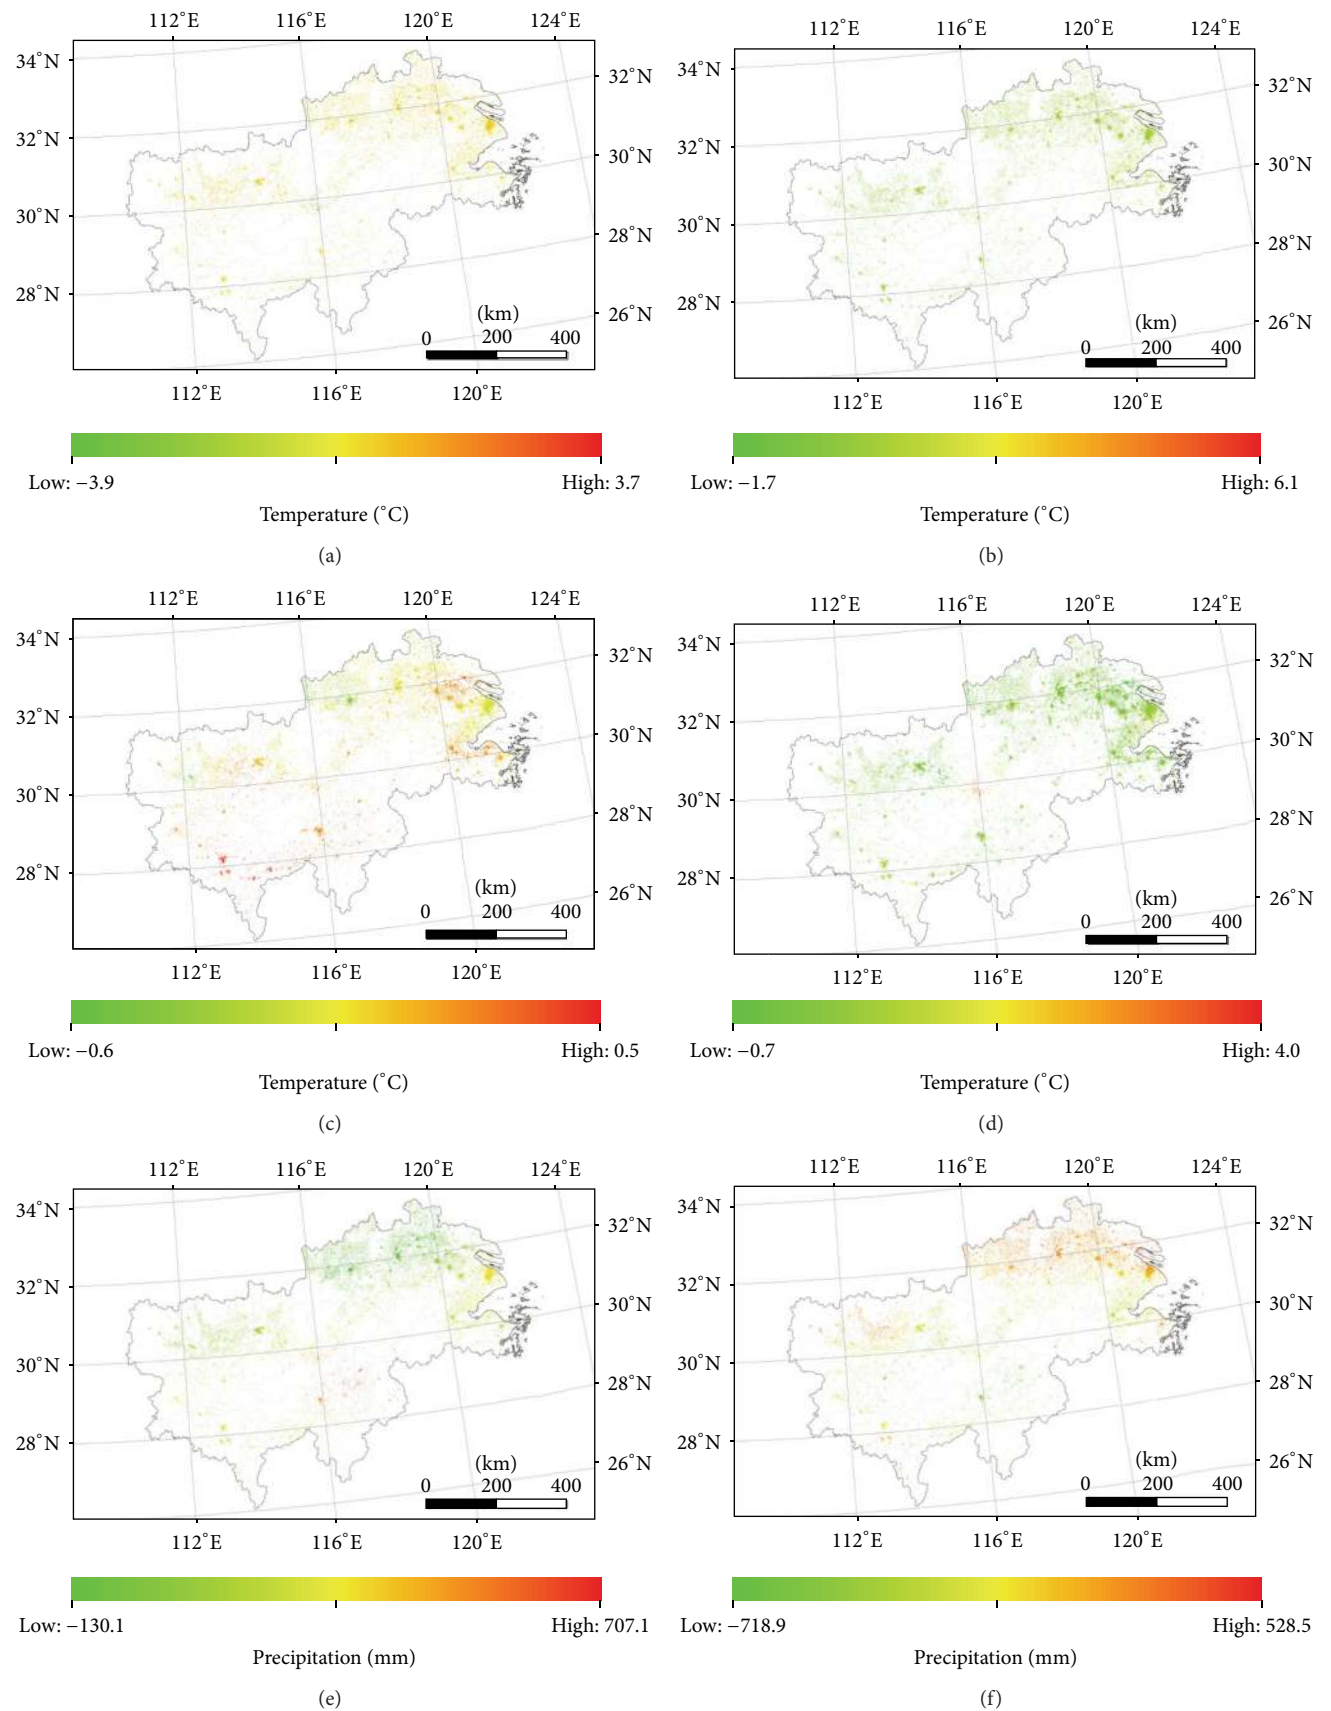 112°E 116°E 120°E 124°E
34°N 32°N
32°N 30°N
30°N 28°N
28°N 26°N
(km)
0 200 400
112°E 116°E 120°E
Low: −3.9 High: 3.7
Temperature (°C)
(a)
112°E 116°E 120°E 124°E
34°N 32°N
32°N 30°N
30°N 28°N
28°N 26°N
(km)
0 200 400
112°E 116°E 120°E
Low: −1.7 High: 6.1
Temperature (°C)
(b)
112°E 116°E 120°E 124°E
34°N 32°N
32°N 30°N
30°N 28°N
28°N 26°N
(km)
0 200 400
112°E 116°E 120°E
Low: −0.6 High: 0.5
Temperature (°C)
(c)
112°E 116°E 120°E 124°E
34°N 32°N
32°N 30°N
30°N 28°N
28°N 26°N
(km)
0 200 400
112°E 116°E 120°E
Low: −0.7 High: 4.0
Temperature (°C)
(d)
112°E 116°E 120°E 124°E
34°N 32°N
32°N 30°N
30°N 28°N
28°N 26°N
(km)
0 200 400
112°E 116°E 120°E
Low: −130.1 High: 707.1
Precipitation (mm)
(e)
112°E 116°E 120°E 124°E
34°N 32°N
32°N 30°N
30°N 28°N
28°N 26°N
(km)
0 200 400
112°E 116°E 120°E
Low: −718.9 High: 528.5
Precipitation (mm)
(f)